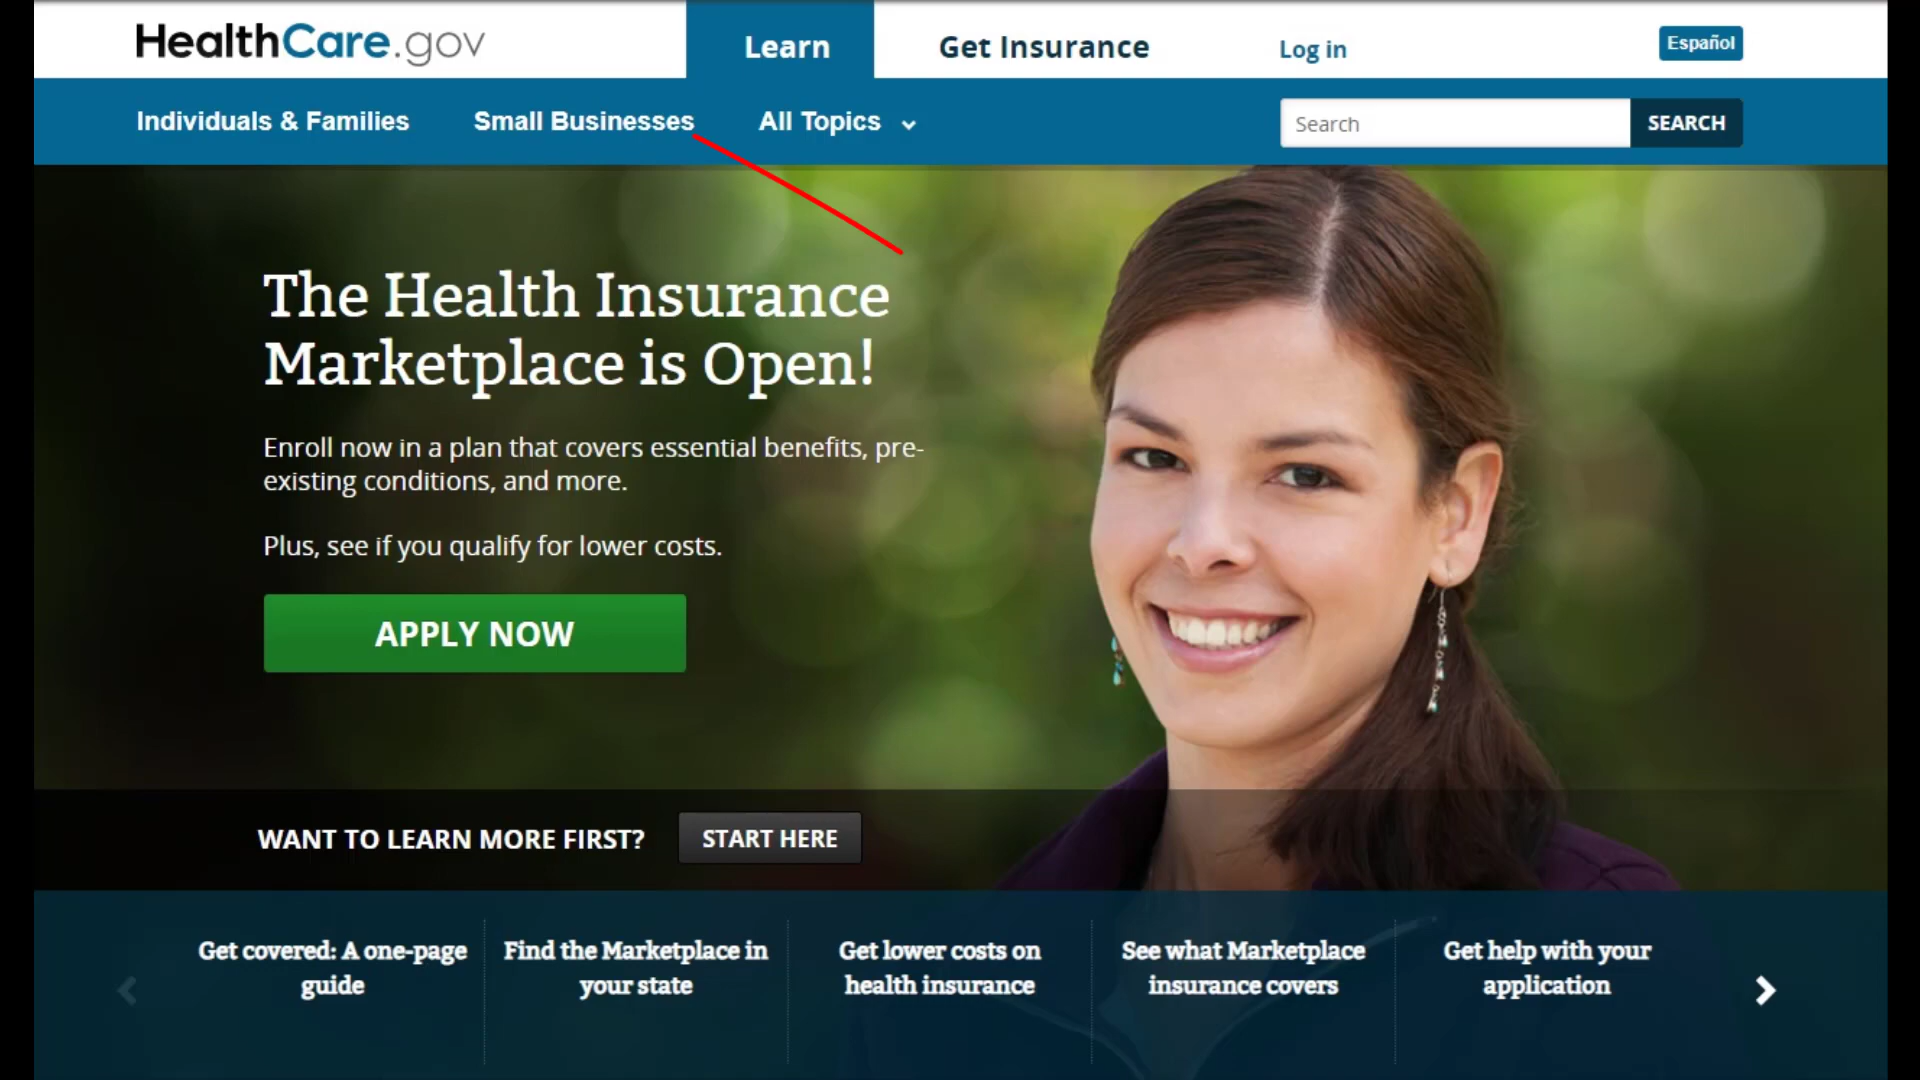 HealthCare.gov
Learn
Get Insurance
Log in
Español
Individuals & Families
Small Businesses
All Topics
Search
SEARCH
The Health Insurance
Marketplace is Open!
Enroll now in a plan that covers essential benefits, pre-
existing conditions, and more.
Plus, see if you qualify for lower costs.
APPLY NOW
WANT TO LEARN MORE FIRST?
START HERE
Get covered: A one-page
guide
Find the Marketplace in
your state
Get lower costs on
health insurance
See what Marketplace
insurance covers
Get help with your
application